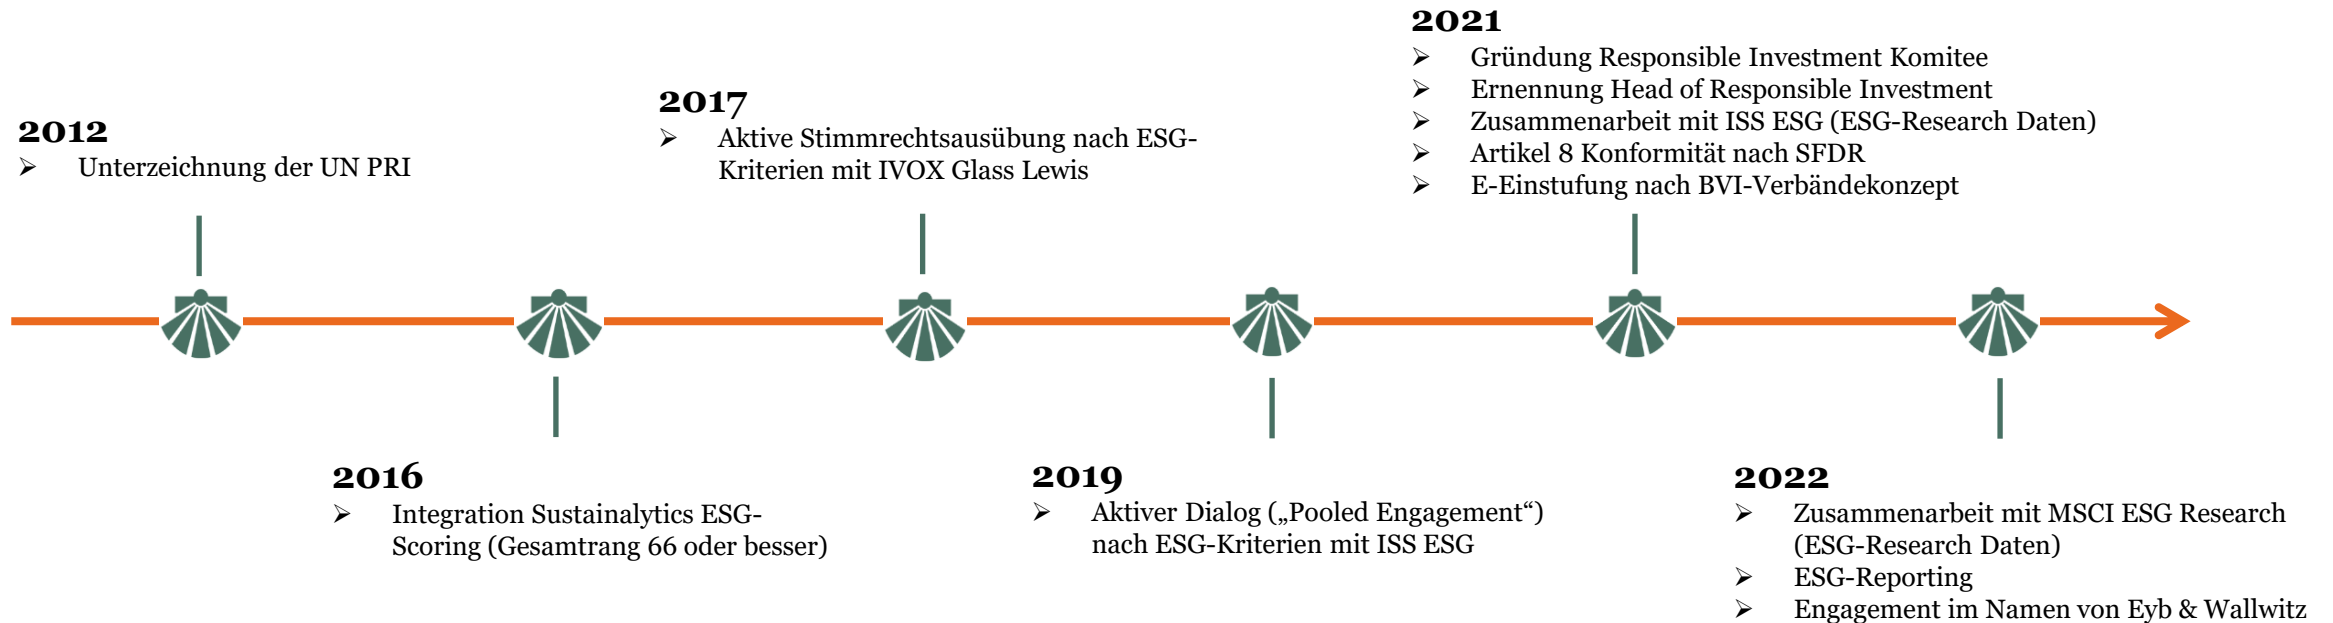 2012
➢ Unterzeichnung der UN PRI
2016
➢ Integration Sustainalytics ESG-
Scoring (Gesamtrang 66 oder besser)
2017
➢ Aktive Stimmrechtsausübung nach ESG-
Kriterien mit IVOX Glass Lewis
2019
➢ Aktiver Dialog („Pooled Engagement“)
nach ESG-Kriterien mit ISS ESG
2021
➢ Gründung Responsible Investment Komitee
➢ Ernennung Head of Responsible Investment
➢ Zusammenarbeit mit ISS ESG (ESG-Research Daten)
➢ Artikel 8 Konformität nach SFDR
➢ E-Einstufung nach BVI-Verbändekonzept
2022
➢ Zusammenarbeit mit MSCI ESG Research
(ESG-Research Daten)
➢ ESG-Reporting
➢ Engagement im Namen von Eyb & Wallwitz